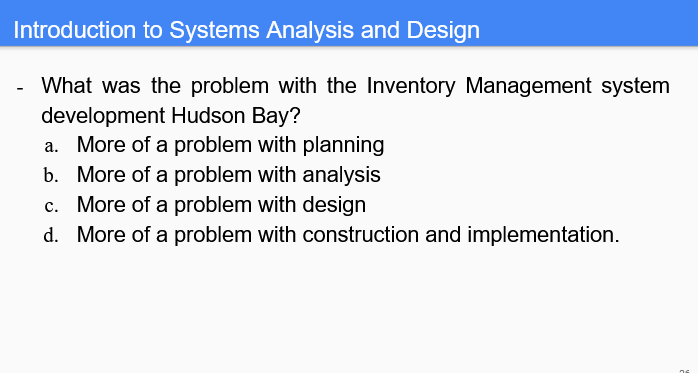 Introduction to Systems Analysis and Design
- What was the problem with the Inventory Management system
development Hudson Bay?
a. More of a problem with planning
b. More of a problem with analysis
c. More of a problem with design
d. More of a problem with construction and implementation.